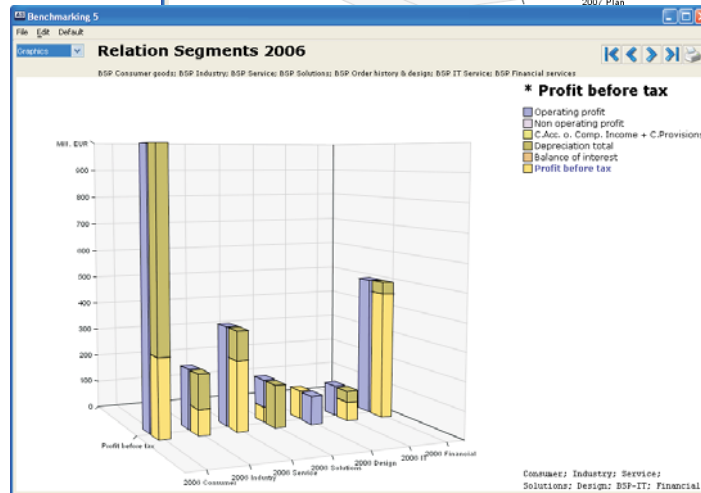 2007 Plan
Benchmarking 5
File Edit Default
Graphics
Relation Segments 2006
BSP Consumer goods; BSP Industry; BSP Service; BSP Solutions; BSP Order history & design; BSP IT Service; BSP Financial services
* Profit before tax
Operating profit
Non operating profit
C.Acc. o. Comp. Income + C.Provisions
Depreciation total
Balance of interest
Profit before tax
Mill. EUR
900
800
700
600
500
400
300
200
100
0
Profit before tax
2006 Consumer
2006 Industry
2006 Service
2006 Solutions
2006 Design
2006 IT
2006 Financial
Consumer; Industry; Service;
Solutions; Design; BSP-IT; Financial